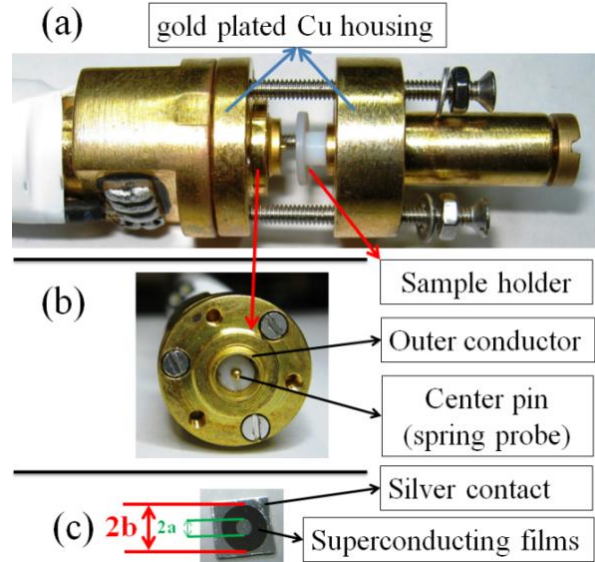 (a)
gold plated Cu housing
Sample holder
(b)
Outer conductor
Center pin
(spring probe)
(c)
2b
2a
Silver contact
Superconducting films